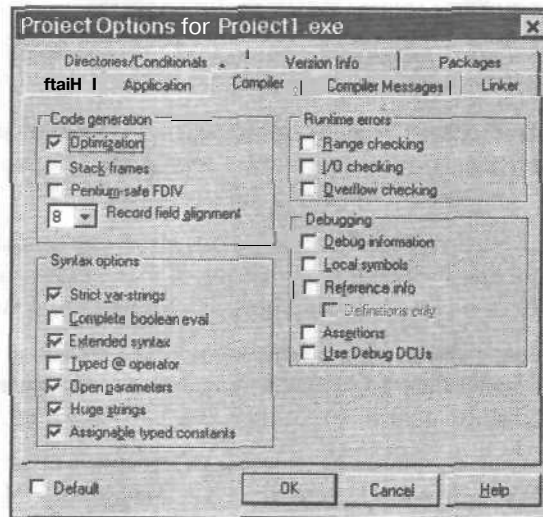 Project Options for Proiect1.exe
Directories/Conditionals
Version Info
Packages
ftaiH I
Application
Compiler
Compiler Messages
Linker
Code generation
Optimization
Stack frames
Pentium-safe FDIV
8
Record field alignment
Syntax options
Strict var-strings
Complete boolean eval
Extended syntax
Typed @ operator
Open parameters
Huge strings
Assignable typed constants
Runtime errors
Range checking
I/O checking
Overflow checking
Debugging
Debug information
Local symbols
Reference info
Definitions only
Assertions
Use Debug DCUs
Default
OK
Cancel
Help